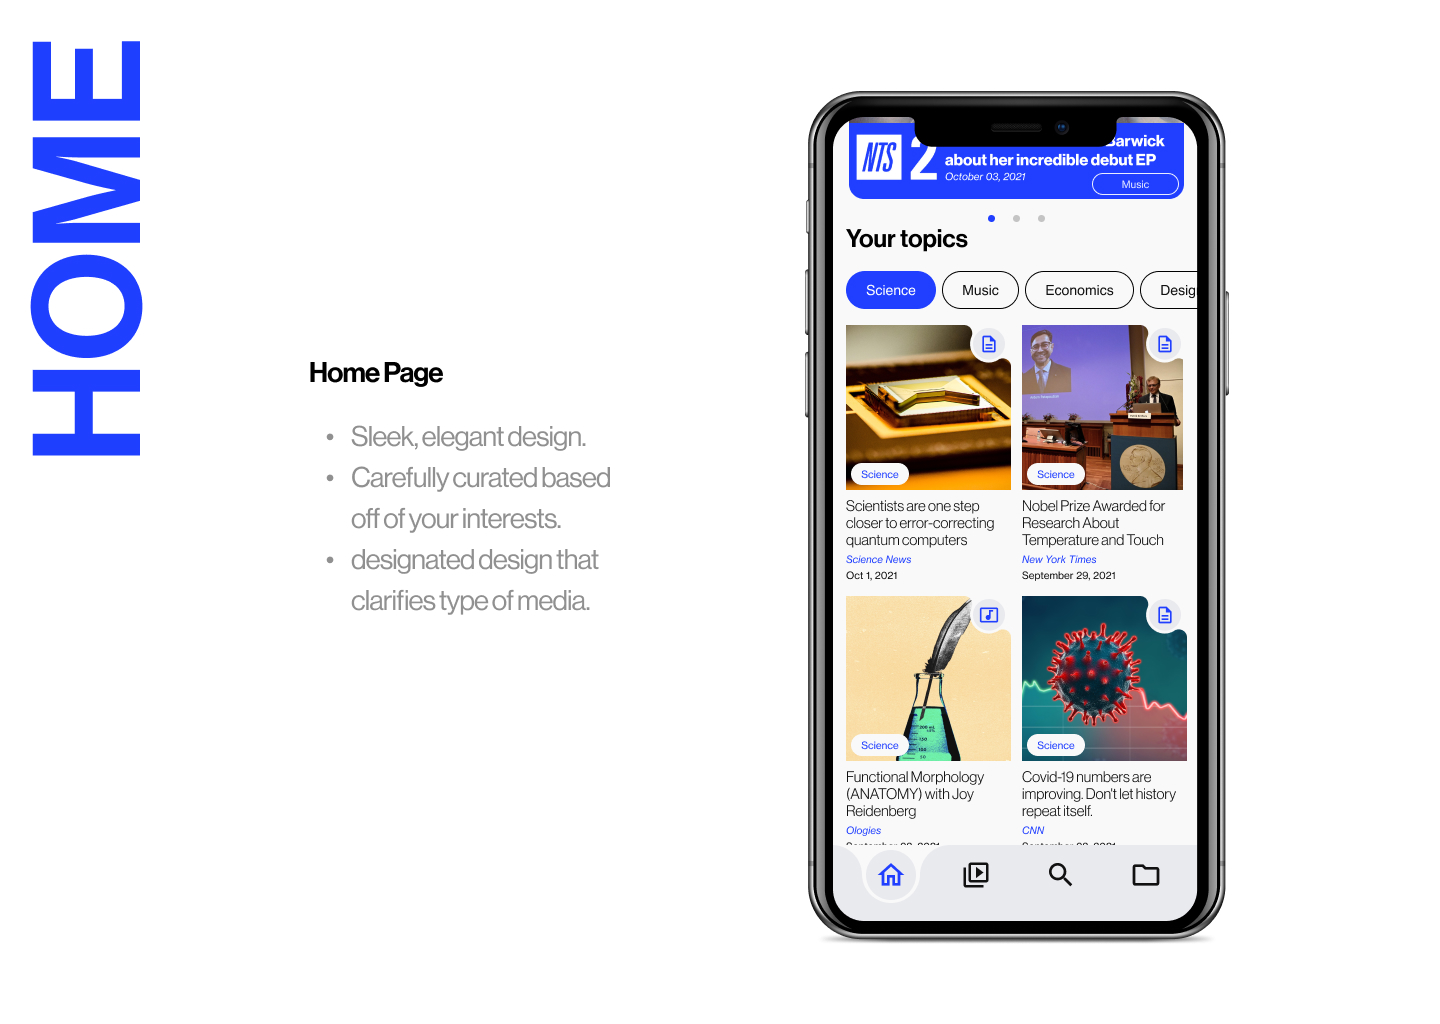 HOME
Home Page
• Sleek, elegant design.
• Carefully curated based
off of your interests.
• designated design that
clarifies type of media.
NTS
2
Barwick
about her incredible debut EP
October 03, 2021
Music
Your topics
Science
Music
Economics
Desig
Science
Science
Scientists are one step
closer to error-correcting
quantum computers
Science News
Oct 1, 2021
Nobel Prize Awarded for
Research About
Temperature and Touch
New York Times
September 29, 2021
Science
Science
Functional Morphology
(ANATOMY) with Joy
Reidenberg
Ologies
Covid-19 numbers are
improving. Don't let history
repeat itself.
CNN